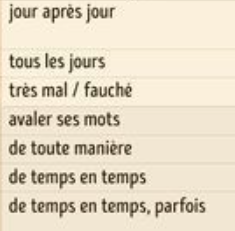 jour après jour
tous les jours
très mal / fauché
avaler ses mots
de toute manière
de temps en temps
de temps en temps, parfois